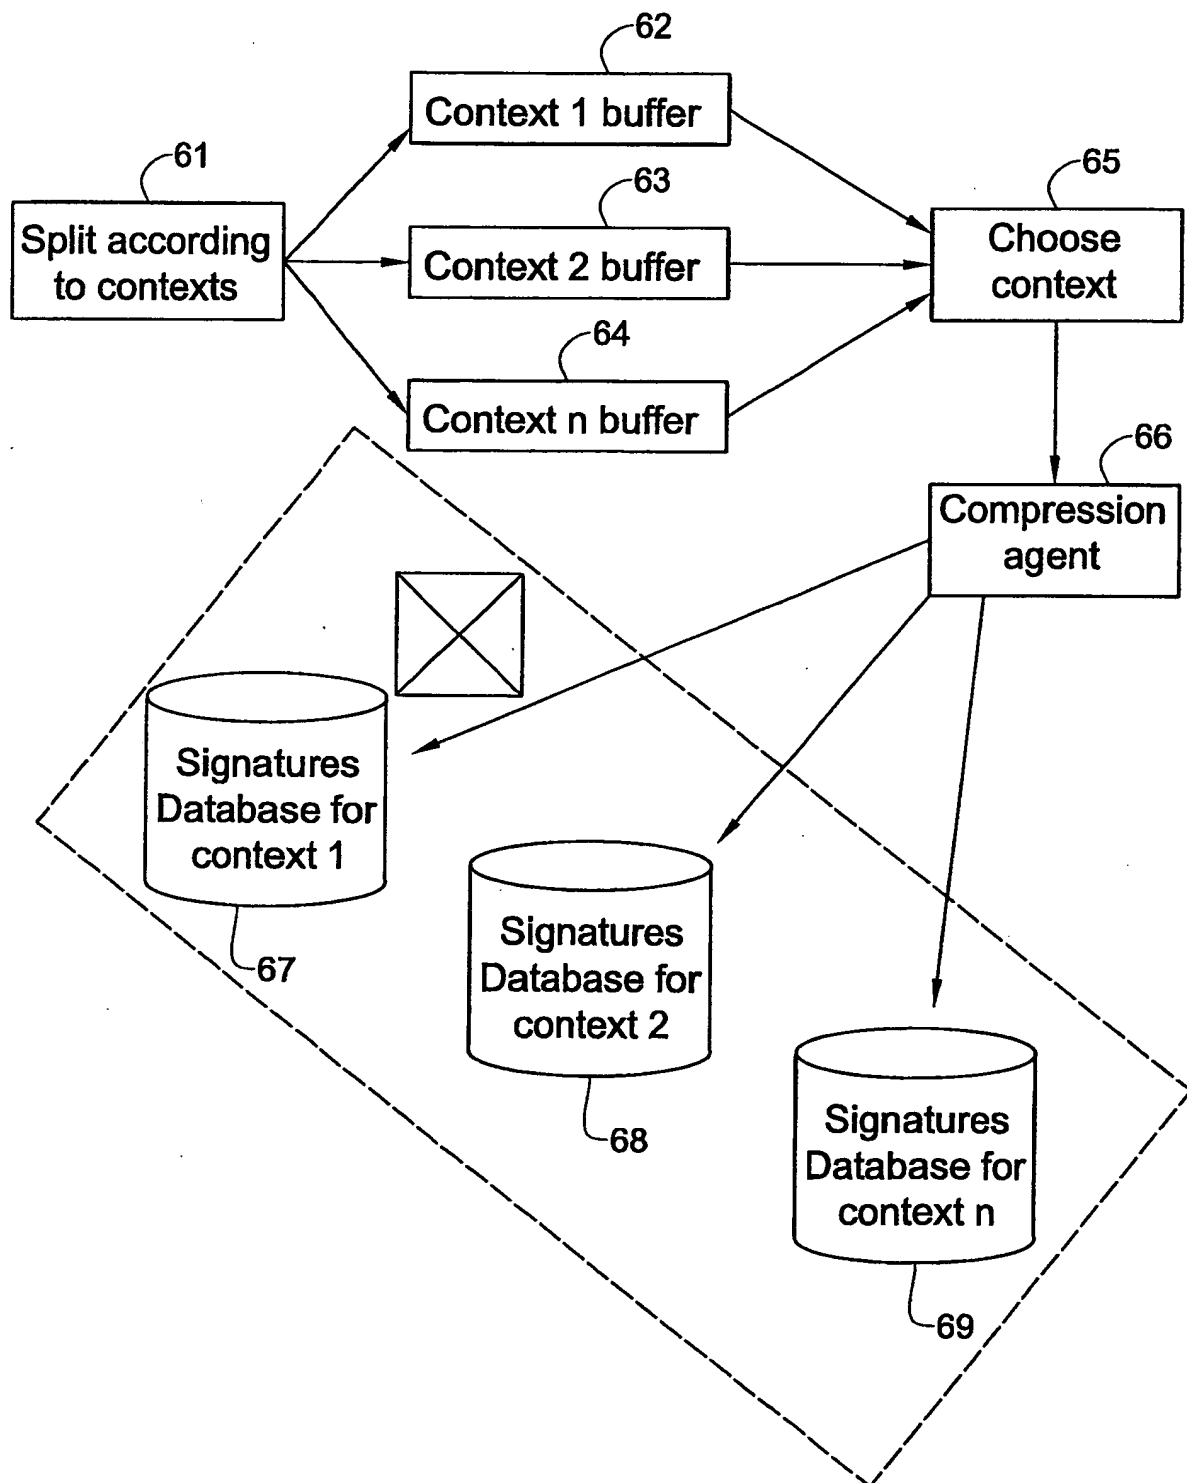 62
Context 1 buffer
61
Split according
to contexts
63
Context 2 buffer
65
Choose
context
64
Context n buffer
66
Compression
agent
Signatures
Database for
context 1
67
Signatures
Database for
context 2
68
Signatures
Database for
context n
69